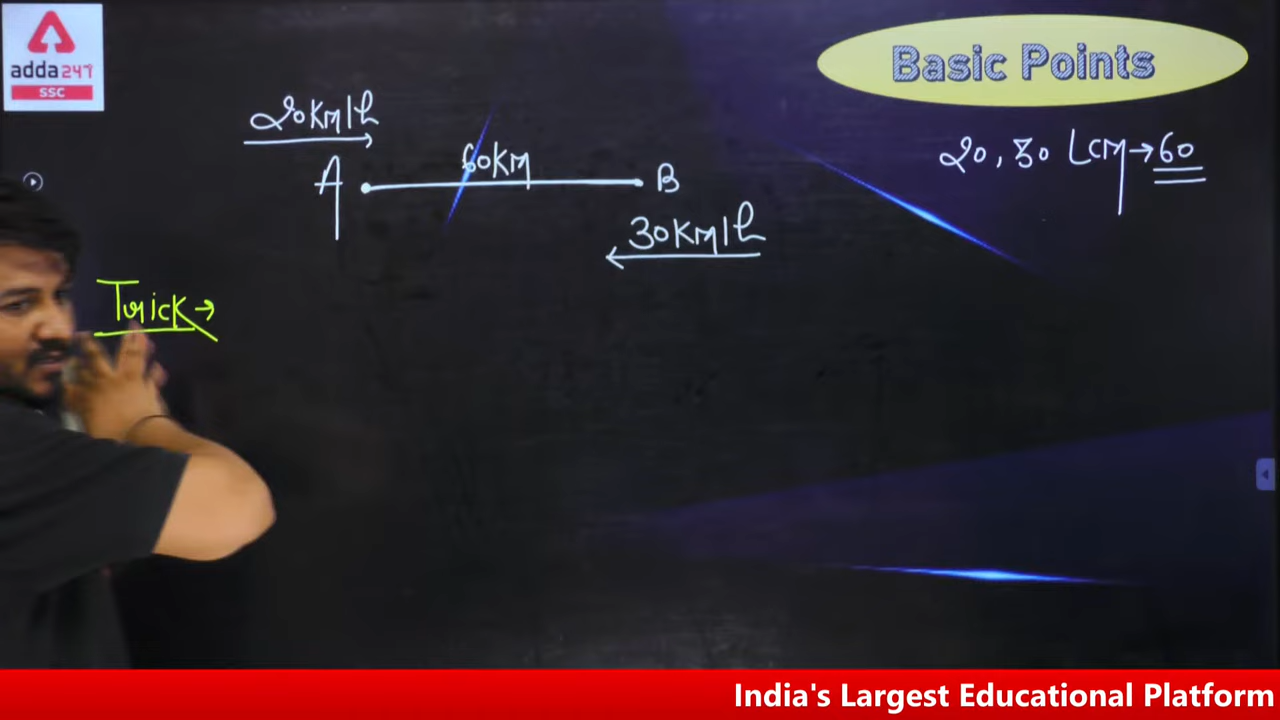 adda247
SSC
Basic Points
20Km/h
A
60KM
B
30Km/h
20, 30 LCM→60
Trick→
India's Largest Educational Platform